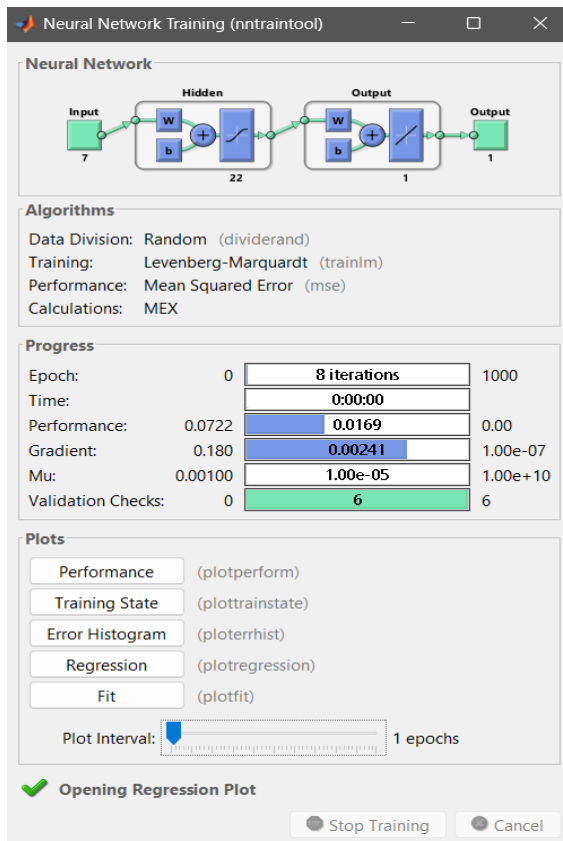 Neural Network Training (nntraintool)
Neural Network
Hidden
Output
Input
W
b
+
W
b
+
Output
7
22
1
1
Algorithms
Data Division: Random (dividerand)
Training: Levenberg-Marquardt (trainlm)
Performance: Mean Squared Error (mse)
Calculations: MEX
Progress
Epoch: 0 8 iterations 1000
Time: 0:00:00
Performance: 0.0722 0.0169 0.00
Gradient: 0.180 0.00241 1.00e-07
Mu: 0.00100 1.00e-05 1.00e+10
Validation Checks: 0 6 6
Plots
Performance (plotperform)
Training State (plottrainstate)
Error Histogram (ploterrhist)
Regression (plotregression)
Fit (plotfit)
Plot Interval: 1 epochs
Opening Regression Plot
Stop Training Cancel